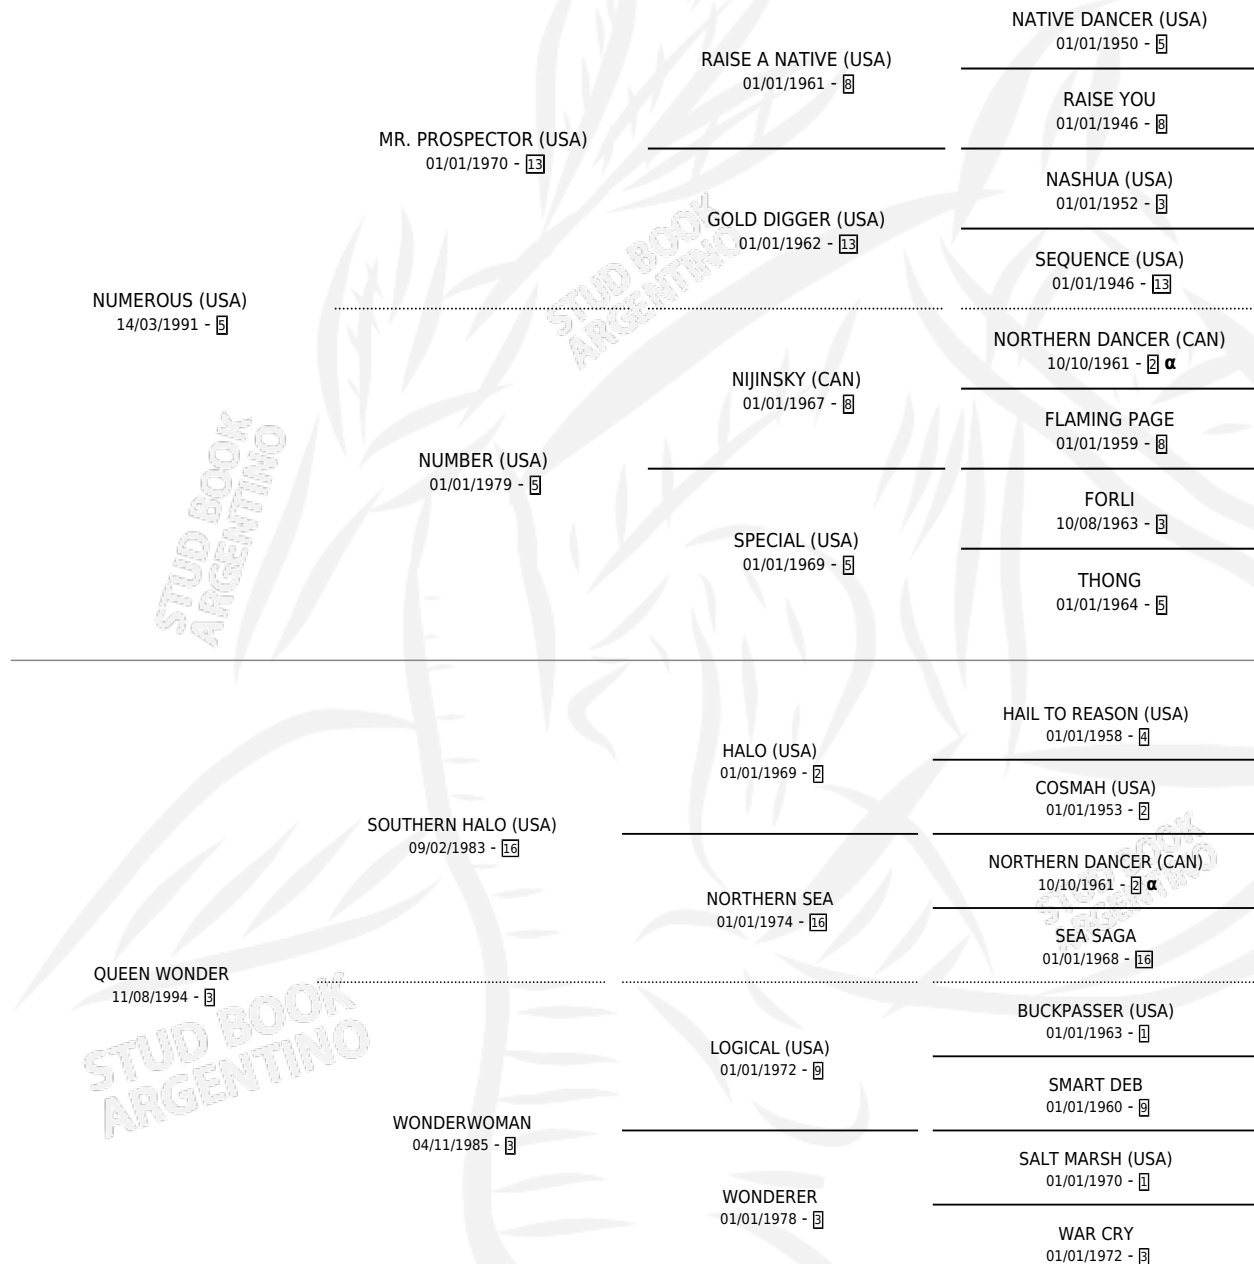 NATIVE DANCER (USA)
01/01/1950 - 5
RAISE A NATIVE (USA)
01/01/1961 - 8
RAISE YOU
01/01/1946 - 8
MR. PROSPECTOR (USA)
01/01/1970 - 13
NASHUA (USA)
01/01/1952 - 3
GOLD DIGGER (USA)
01/01/1962 - 13
SEQUENCE (USA)
01/01/1946 - 13
NUMEROUS (USA)
14/03/1991 - 5
STUD BOOK
ARGENTINO
NORTHERN DANCER (CAN)
10/10/1961 - 2 α
NIJINSKY (CAN)
01/01/1967 - 8
FLAMING PAGE
01/01/1959 - 8
NUMBER (USA)
01/01/1979 - 5
FORLI
10/08/1963 - 3
SPECIAL (USA)
01/01/1969 - 5
THONG
01/01/1964 - 5
STUD BOOK
ARGENTINO
HAIL TO REASON (USA)
01/01/1958 - 4
HALO (USA)
01/01/1969 - 2
COSMAH (USA)
01/01/1953 - 2
SOUTHERN HALO (USA)
09/02/1983 - 16
NORTHERN DANCER (CAN)
10/10/1961 - 2 α
STUD BOOK
ARGENTINO
NORTHERN SEA
01/01/1974 - 16
SEA SAGA
01/01/1968 - 16
QUEEN WONDER
11/08/1994 - 3
STUD BOOK
ARGENTINO
BUCKPASSER (USA)
01/01/1963 - 1
LOGICAL (USA)
01/01/1972 - 9
SMART DEB
01/01/1960 - 9
WONDERWOMAN
04/11/1985 - 3
SALT MARSH (USA)
01/01/1970 - 1
WONDERER
01/01/1978 - 3
WAR CRY
01/01/1972 - 3